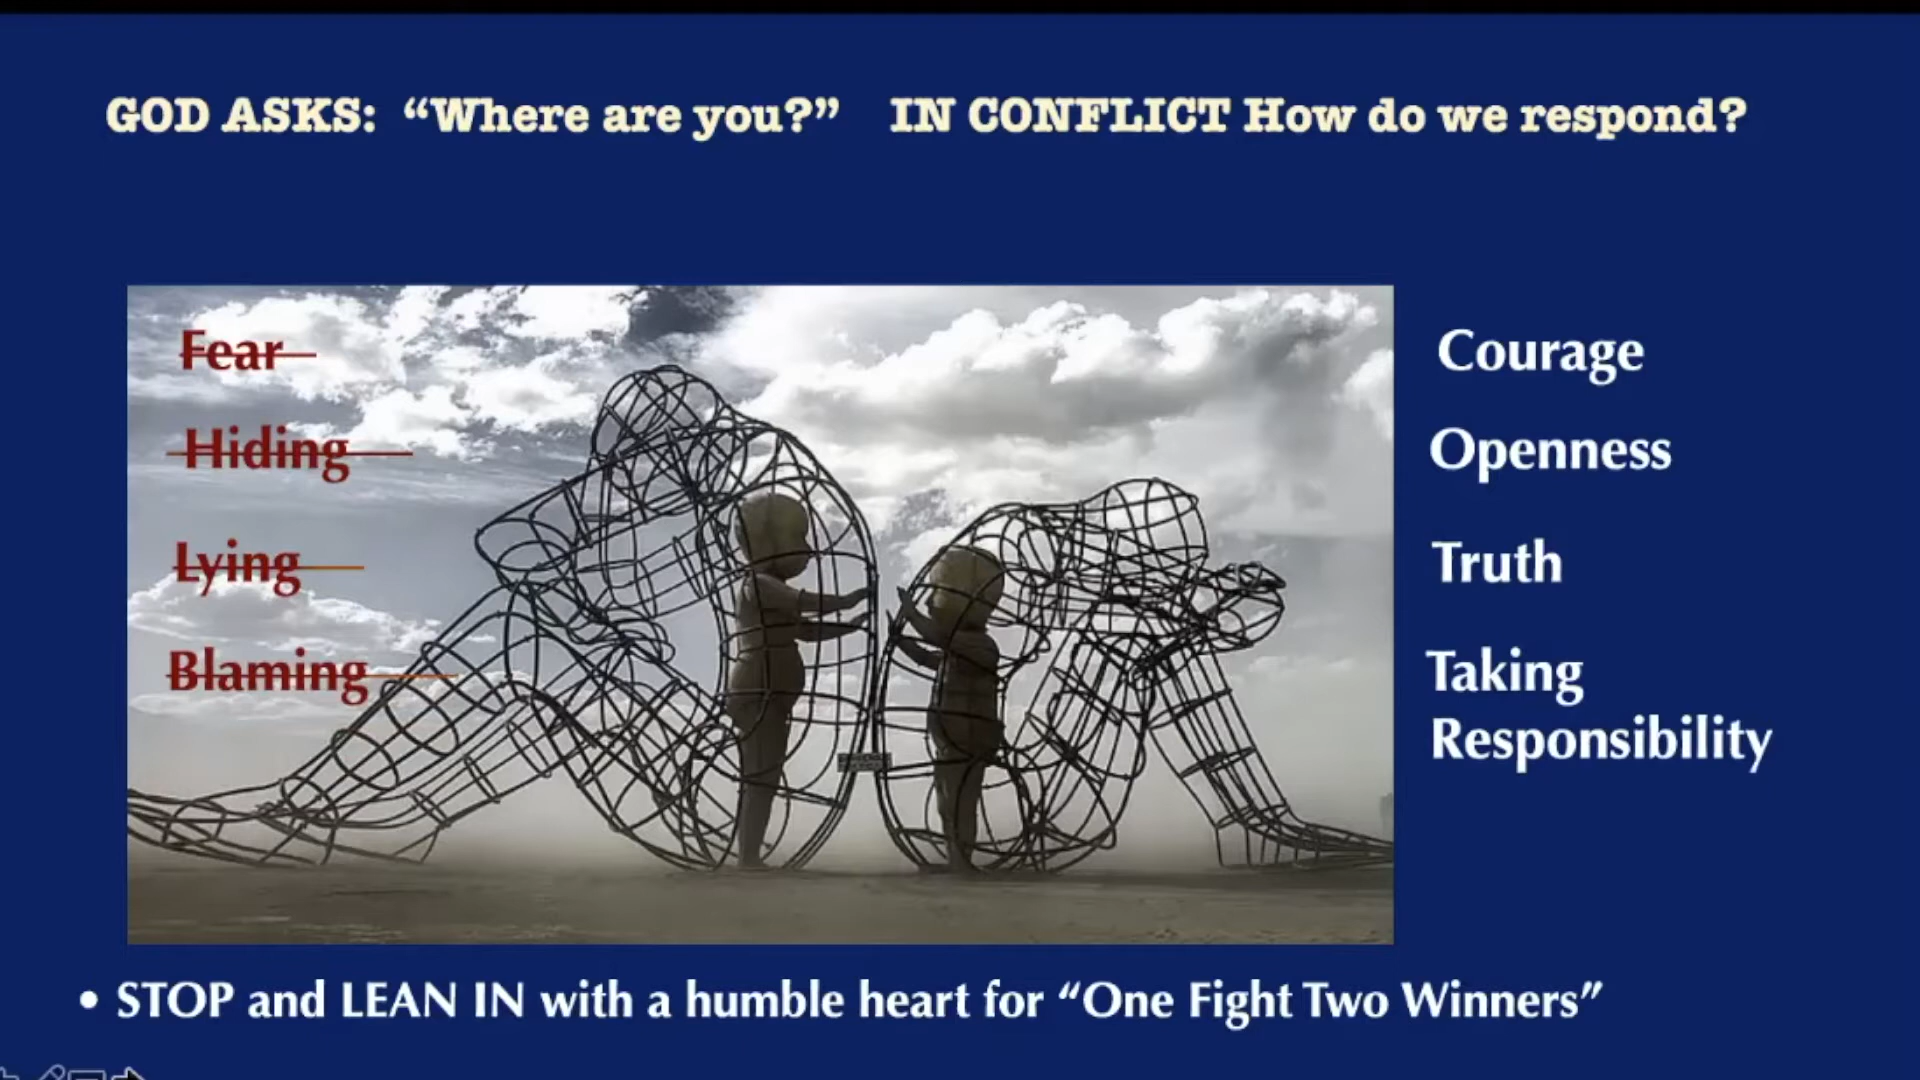 GOD ASKS: “Where are you?” IN CONFLICT How do we respond?
Fear
Courage
Hiding
Openness
Lying
Truth
Blaming
Taking
Responsibility
• STOP and LEAN IN with a humble heart for “One Fight Two Winners”